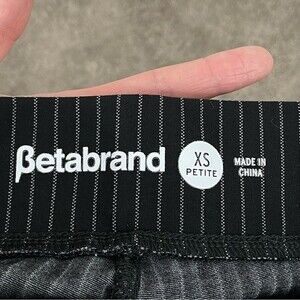 βetabrand
XS
PETITE
MADE IN
CHINA